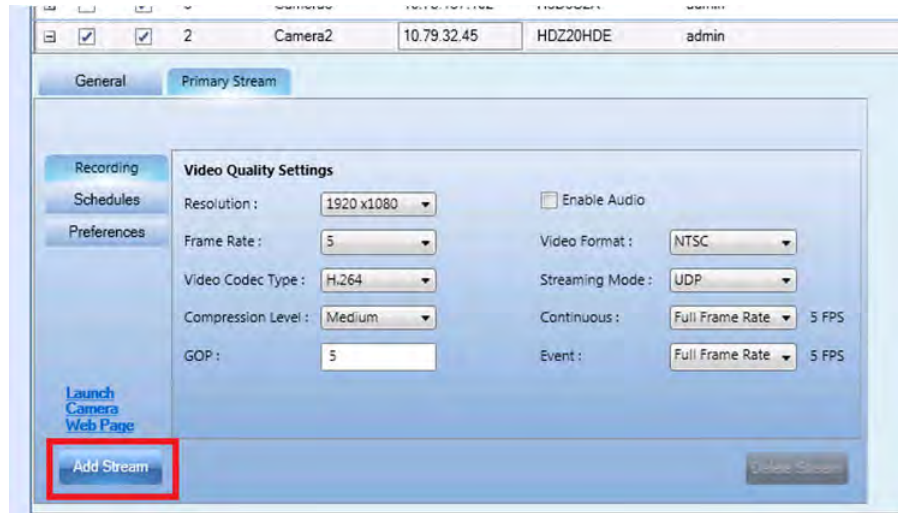 2 Camera2 10.79.32.45 HDZ20HDE admin
General Primary Stream
Recording
Schedules
Preferences
Video Quality Settings
Resolution : 1920 x1080 Enable Audio
Frame Rate : 5 Video Format : NTSC
Video Codec Type : H.264 Streaming Mode : UDP
Compression Level : Medium Continuous : Full Frame Rate 5 FPS
GOP : 5 Event : Full Frame Rate 5 FPS
Launch
Camera
Web Page
Add Stream Delete Stream